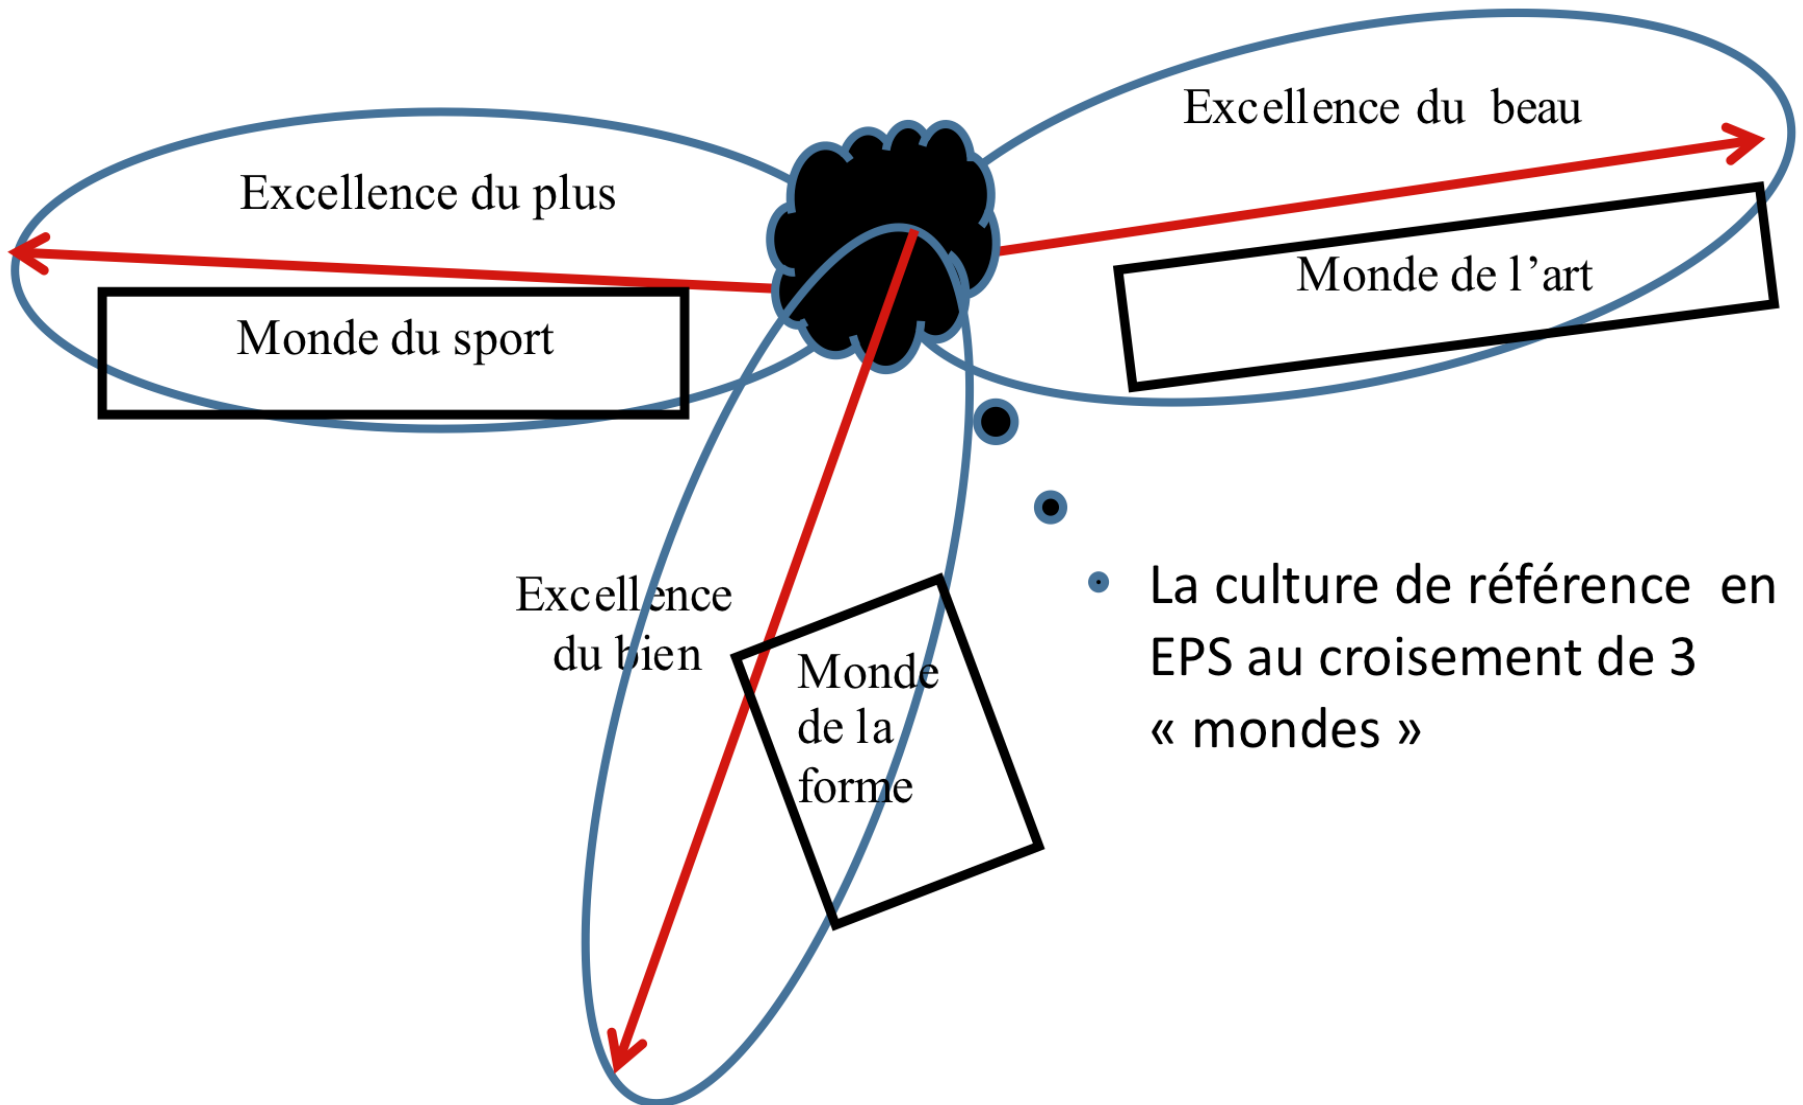 Excellence du beau
Excellence du plus
Monde de l’art
Monde du sport
Excellence
du bien
Monde
de la
forme
La culture de référence en
EPS au croisement de 3
« mondes »